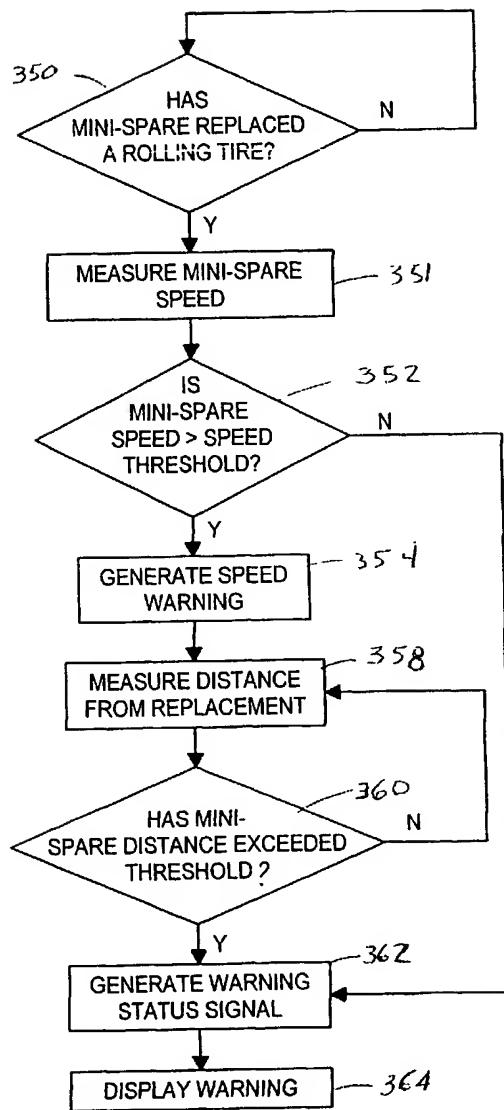 350
HAS
MINI-SPARE REPLACED
A ROLLING TIRE?
N
Y
MEASURE MINI-SPARE
SPEED
351
IS
MINI-SPARE
SPEED > SPEED
THRESHOLD?
352
N
Y
GENERATE SPEED
WARNING
354
MEASURE DISTANCE
FROM REPLACEMENT
358
HAS MINI-
SPARE DISTANCE EXCEEDED
THRESHOLD?
360
N
Y
GENERATE WARNING
STATUS SIGNAL
362
DISPLAY WARNING
364